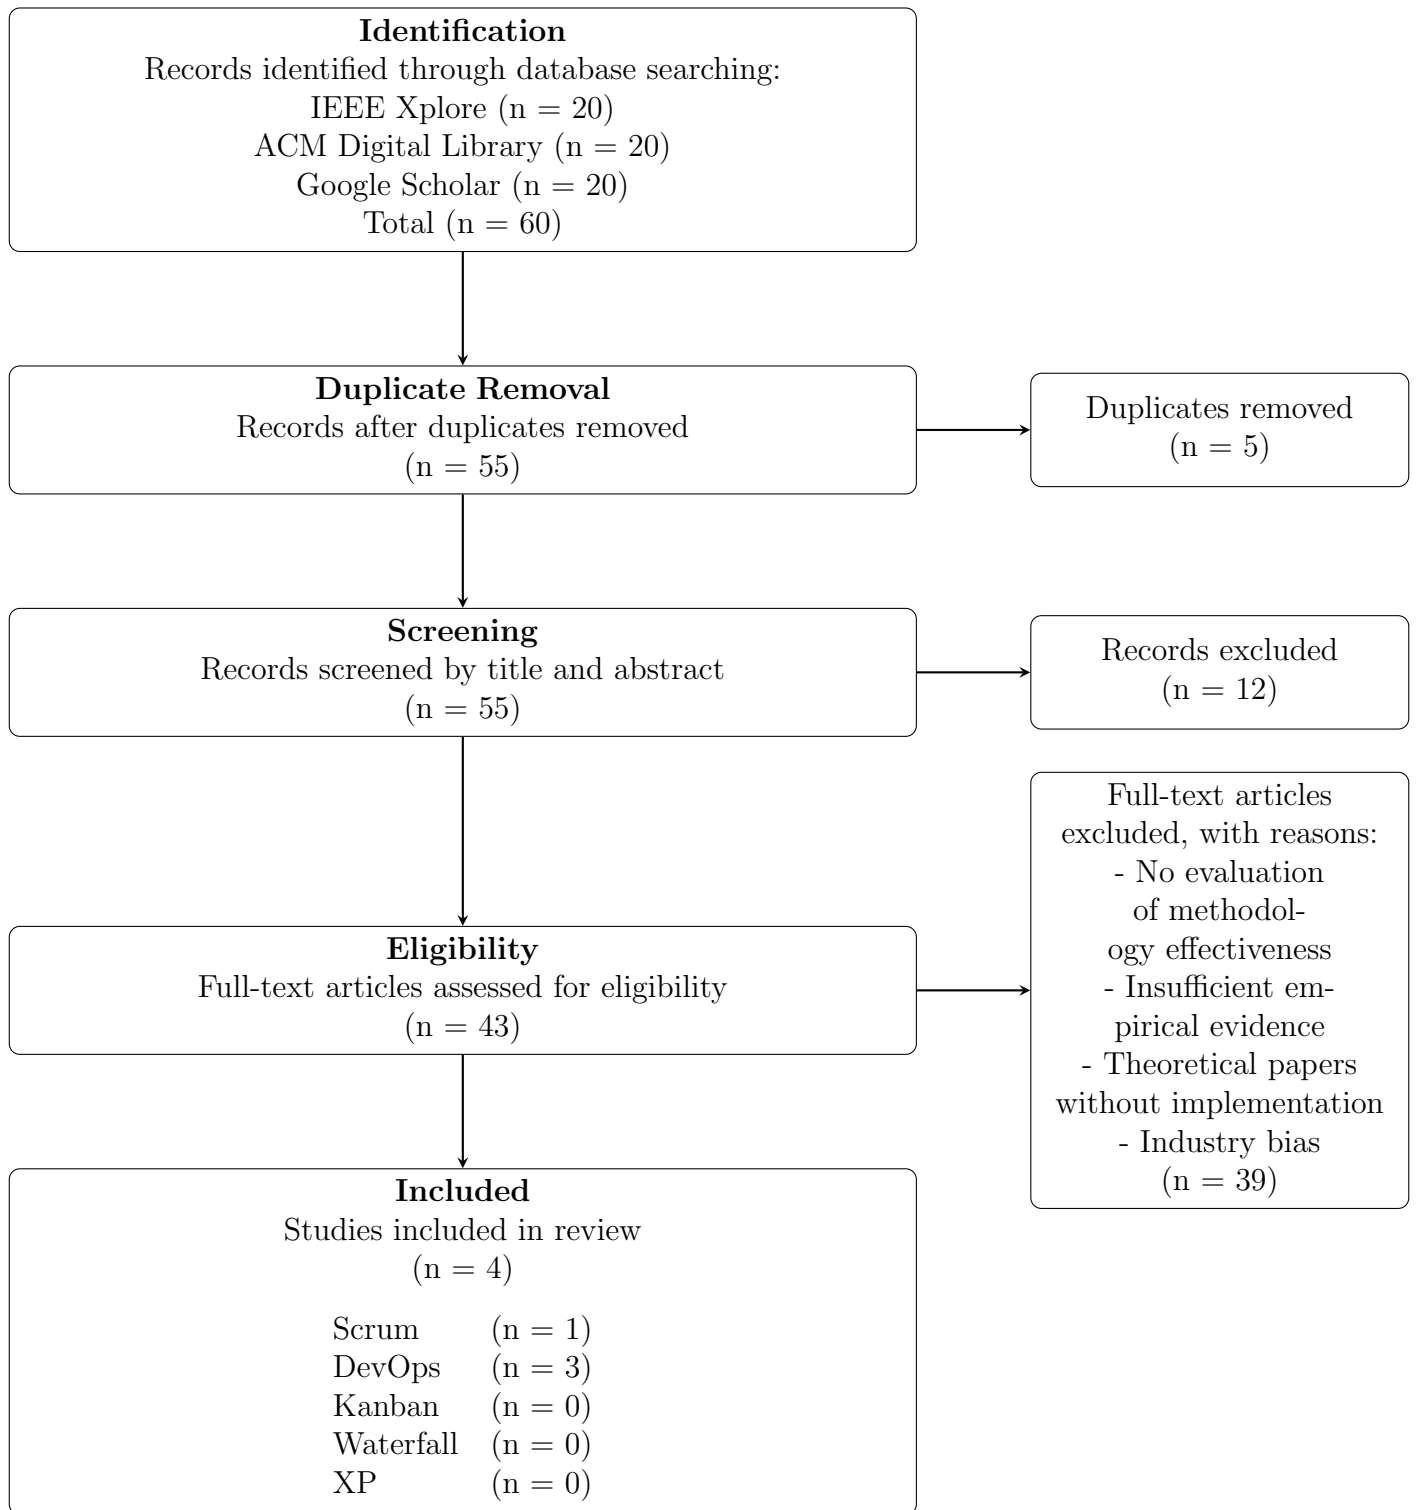 Identification
Records identified through database searching:
IEEE Xplore (n = 20)
ACM Digital Library (n = 20)
Google Scholar (n = 20)
Total (n = 60)
Duplicate Removal
Records after duplicates removed
(n = 55)
Duplicates removed
(n = 5)
Screening
Records screened by title and abstract
(n = 55)
Records excluded
(n = 12)
Eligibility
Full-text articles assessed for eligibility
(n = 43)
Full-text articles
excluded, with reasons:
- No evaluation
of methodol-
ogy effectiveness
- Insufficient em-
pirical evidence
- Theoretical papers
without implementation
- Industry bias
(n = 39)
Included
Studies included in review
(n = 4)
Scrum (n = 1)
DevOps (n = 3)
Kanban (n = 0)
Waterfall (n = 0)
XP (n = 0)